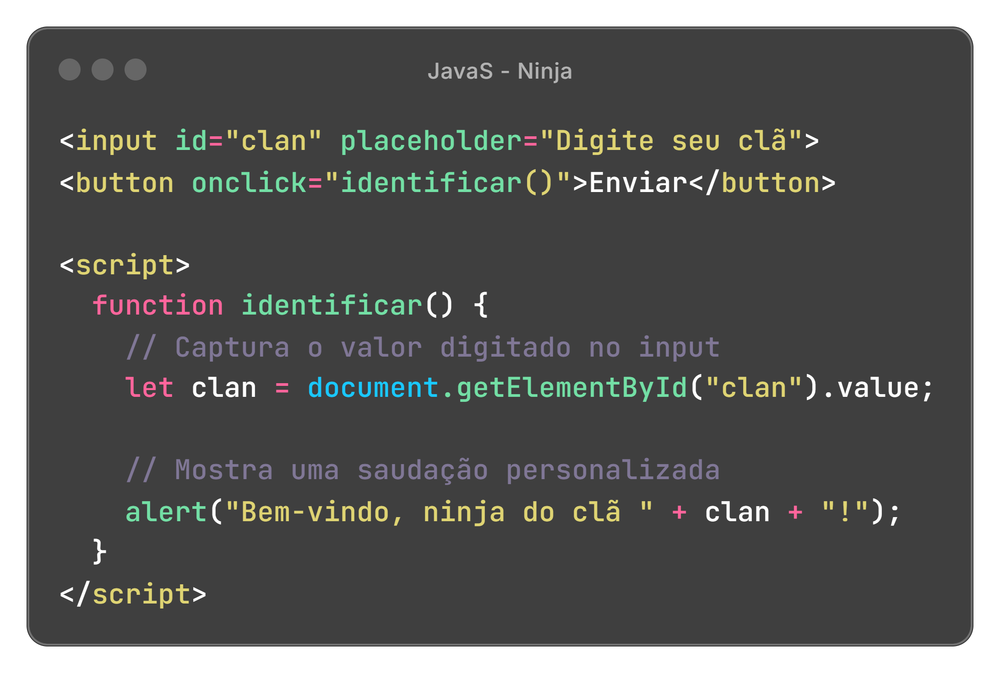 JavaS - Ninja
<input id="clan" placeholder="Digite seu clã">
<button onclick="identificar()">Enviar</button>
<script>
  function identificar() {
    // Captura o valor digitado no input
    let clan = document.getElementById("clan").value;
    // Mostra uma saudação personalizada
    alert("Bem-vindo, ninja do clã " + clan + "!");
  }
</script>